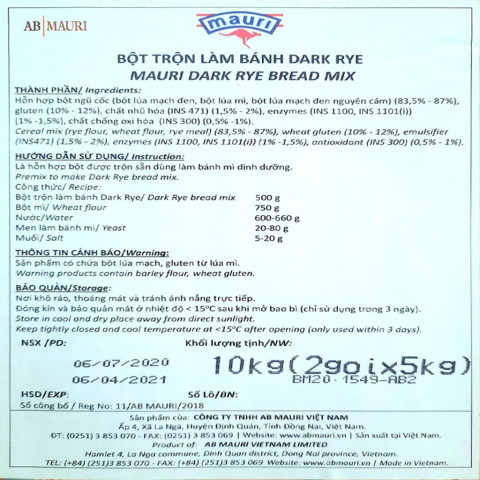 AB|MAURI
mauri
BỘT TRỘN LÀM BÁNH DARK RYE
MAURI DARK RYE BREAD MIX
THÀNH PHẦN/ Ingredients:
Hỗn hợp bột ngũ cốc (bột lúa mạch đen, bột lúa mì, bột lúa mạch đen nguyên cám) (83,5% - 87%),
gluten (10% - 12%), chất nhũ hóa (INS 471) (1,5% - 2%), enzymes (INS 1100, INS 1101(i))
(1% -1,5%), chất chống oxi hóa (INS 300) (0,5% -1%).
Cereal mix (rye flour, wheat flour, rye meal) (83,5% - 87%), wheat gluten (10% - 12%), emulsifier
(INS471) (1,5% - 2%), enzymes (INS 1100, INS 1101(i)) (1% -1,5%), antioxidant (INS 300) (0,5% - 1%).
HƯỚNG DẪN SỬ DỤNG/ Instruction:
Là hỗn hợp bột được trộn sẵn dùng làm bánh mì dinh dưỡng.
Premix to make Dark Rye bread mix.
Công thức/ Recipe:
Bột trộn làm bánh Dark Rye/ Dark Rye bread mix 500 g
Bột mì/ Wheat flour 750 g
Nước/Water 600-660 g
Men làm bánh mì/ Yeast 20-80 g
Muối/ Salt 5-20 g
THÔNG TIN CẢNH BÁO/Warning:
Sản phẩm có chứa bột lúa mạch, gluten từ lúa mì.
Warning products contain barley flour, wheat gluten.
BẢO QUẢN/Storage:
Nơi khô ráo, thoáng mát và tránh ánh nắng trực tiếp.
Đóng kín và bảo quản mát ở nhiệt độ < 15°C sau khi mở bao bì (chỉ sử dụng trong 3 ngày).
Store in cool and dry place away from direct sunlight.
Keep tightly closed and cool temperature at <15°C after opening (only used within 3 days).
NSX /PD: Khối lượng tịnh/NW:
06/07/2020 10kg(2goix5kg)
06/04/2021 BM20-1549-AB2
HSD/EXP: Số Lô/BN:
Số công bố / Reg No: 11/AB MAURI/2018
Sản phẩm của: CÔNG TY TNHH AB MAURI VIỆT NAM
Ấp 4, Xã La Ngà, Huyện Định Quán, Tỉnh Đồng Nai, Việt Nam.
ĐT: (0251) 3 853 070 - FAX: (0251) 3 853 069 | Website: www.abmauri.vn | Sản xuất tại Việt Nam.
Product of: AB MAURI VIETNAM LIMITED
Hamlet 4, La Nga commune, Dinh Quan district, Dong Nai province, Vietnam.
TEL: (+84) (251)3 853 070 - FAX: (+84) (251)3 853 069 Website: www.abmauri.vn | Made in Vietnam.